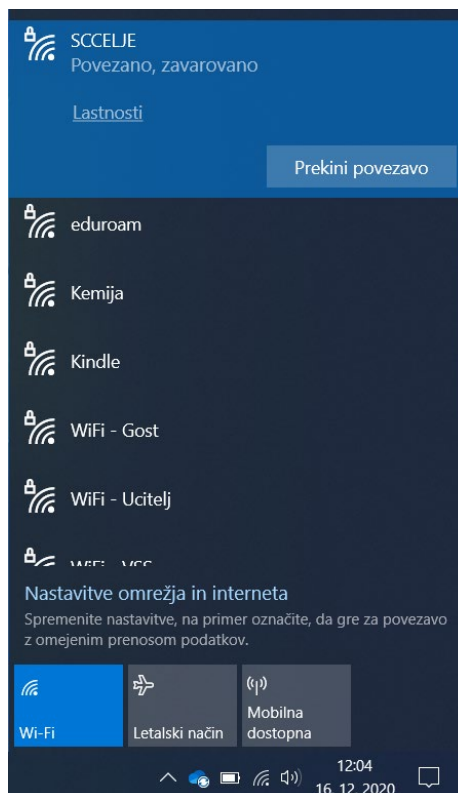 SCCELJE
Povezano, zavarovano
Lastnosti
Prekini povezavo
eduroam
Kemija
Kindle
WiFi - Gost
WiFi - Ucitelj
WiFi - VSS
Nastavitve omrežja in interneta
Spremenite nastavitve, na primer označite, da gre za povezavo
z omejenim prenosom podatkov.
Wi-Fi
Letalski način
Mobilna
dostopna
12:04
16. 12. 2020